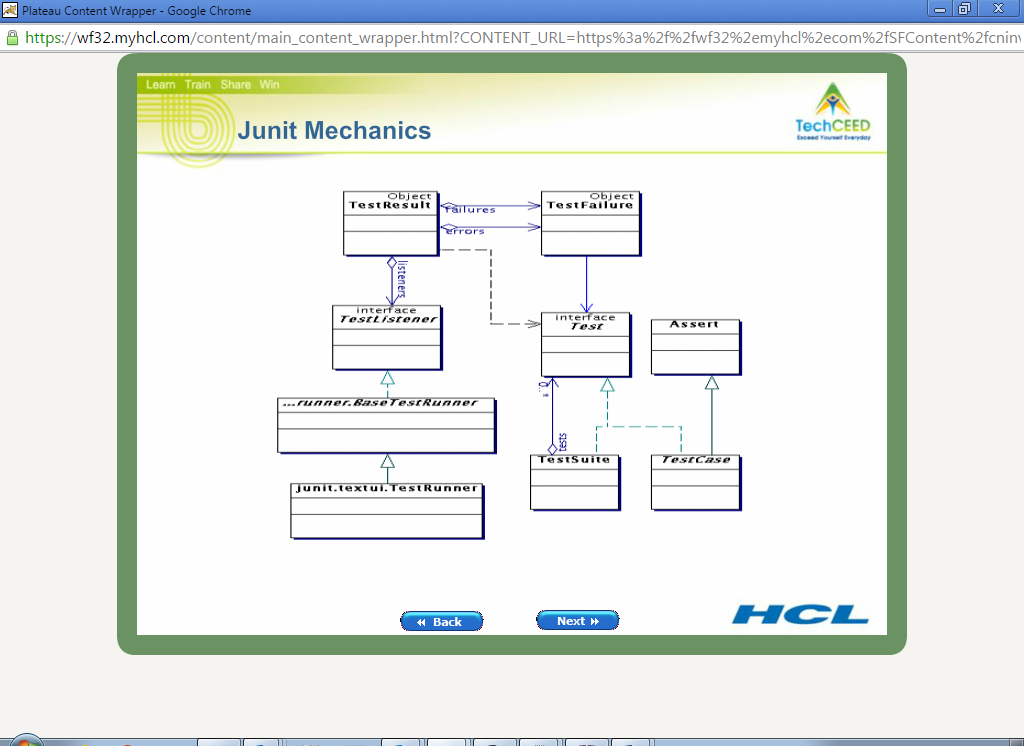 Plateau Content Wrapper - Google Chrome
https://wf32.myhcl.com/content/main_content_wrapper.html?CONTENT_URL=https%3a%2f%2fwf32%2emyhcl%2ecom%2fSFContent%2fcninv
Learn Train Share Win
TechCEED
Exceed Yourself Everyday
Junit Mechanics
Object
TestResult
Object
TestFailure
failures
errors
listeners
interface
TestListener
interface
Test
Assert
0..*
...runner.BaseTestRunner
tests
TestSuite
TestCase
junit.textui.TestRunner
Back
Next
HCL